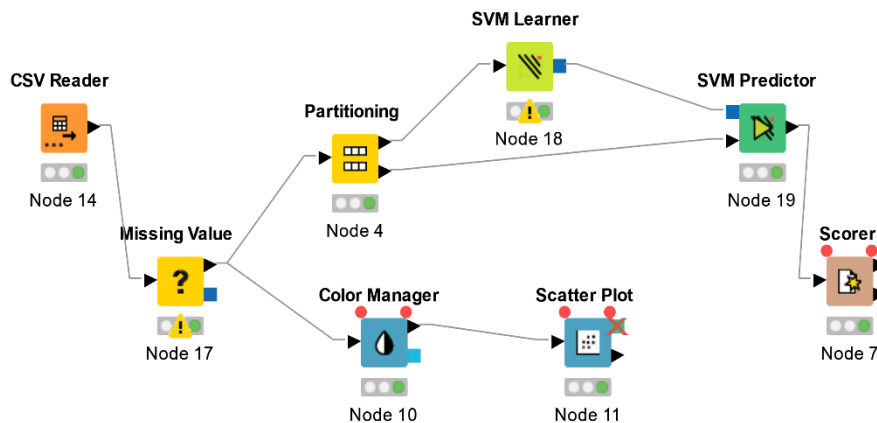 SVM Learner
CSV Reader
SVM Predictor
Partitioning
Node 18
Node 14
Node 19
Node 4
Missing Value
Scorer
?
Color Manager
Scatter Plot
Node 17
Node 7
Node 10
Node 11